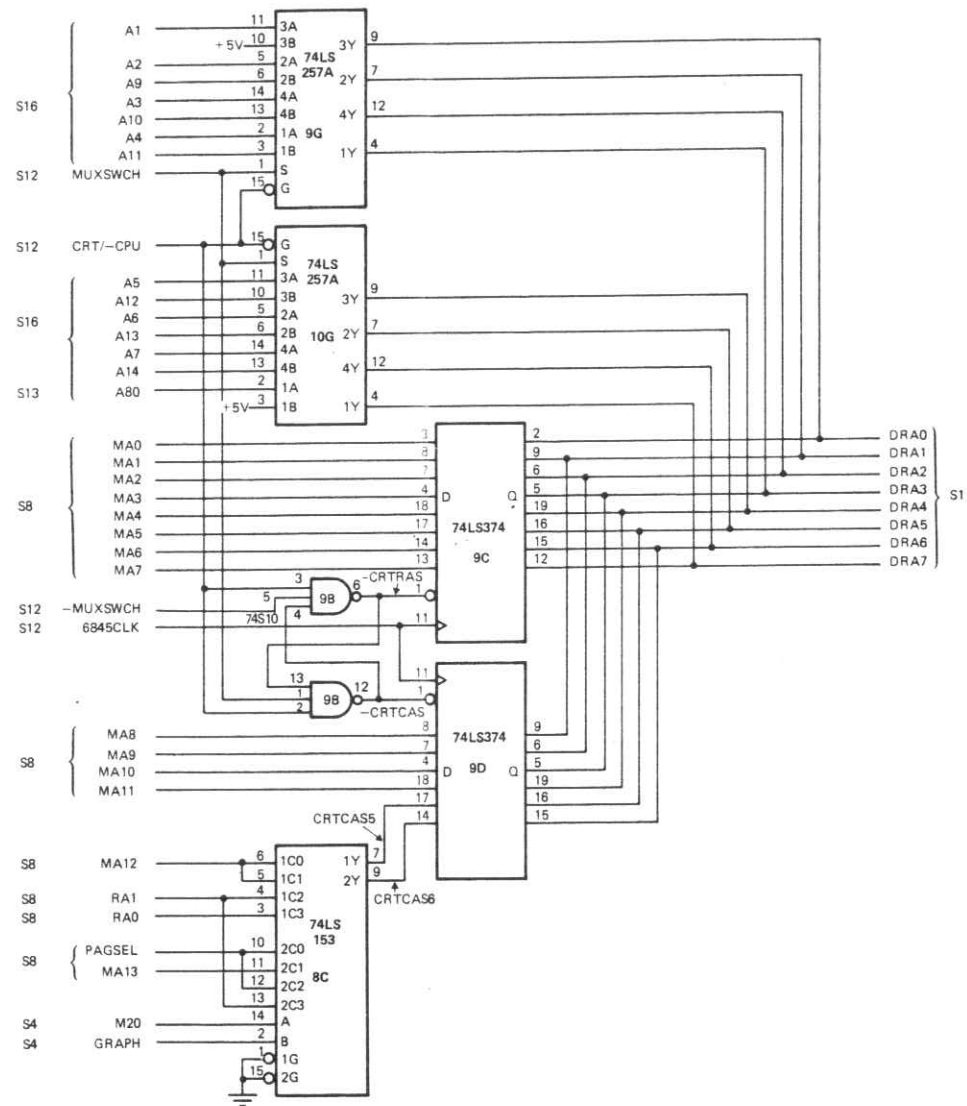 A1 11 3A 3Y 9
+5V 10 3B
74LS 257A
A2 5 2A 2Y 7
A9 6 2B
A3 14 4A 4Y 12
S16
A10 13 4B
A4 2 1A 9G 1Y 4
A11 3 1B
S12 MUXSWCH 1 S
15 G
S12 CRT/-CPU 15 G
1 S 74LS 257A
A5 11 3A
A12 10 3B 3Y 9
S16 A6 5 2A
A13 6 2B 10G 2Y 7
A7 14 4A
A14 13 4B 4Y 12
S13 A80 2 1A
+5V 3 1B 1Y 4
MA0 3 2 DRA0
MA1 8 9 DRA1
MA2 7 6 DRA2
MA3 4 D Q 5 DRA3 S1
S8 MA4 18 19 DRA4
MA5 17 74LS374 16 DRA5
MA6 14 9C 15 DRA6
MA7 13 12 DRA7
3 9B 6 -CRTRAS 1
S12 -MUXSWCH 5
4 74S10
S12 6845CLK 11
11
13
1 9B 12 1
2 -CRTCAS
MA8 8 74LS374 9
MA9 7 6
S8 MA10 4 D 9D Q 5
MA11 18 19
17 16
CRTCAS5 14 15
S8 MA12 6 1C0 1Y 7
5 1C1 2Y 9
S8 RA1 4 1C2 CRTCAS6
S8 RA0 3 1C3 74LS 153
PAGSEL 10 2C0
S8 MA13 11 2C1 8C
12 2C2
13 2C3
S4 M20 14 A
S4 GRAPH 2 B
1 1G
15 2G